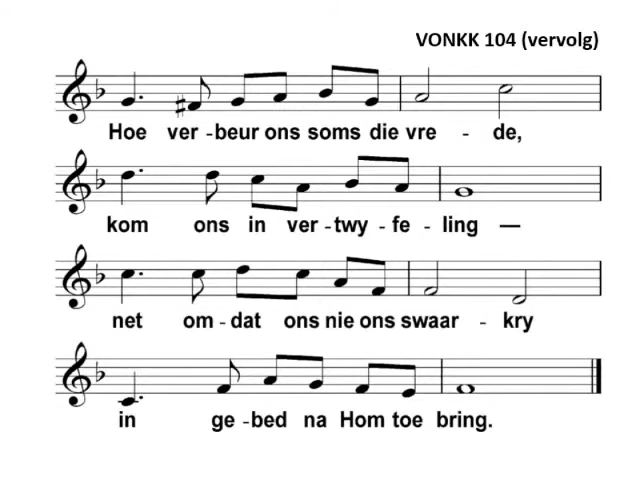 VONKK 104 (vervolg)
Hoe ver-beur ons soms die vre - de,
kom ons in ver-twy-fe-ling —
net om-dat ons nie ons swaar - kry
in ge-bed na Hom toe bring.